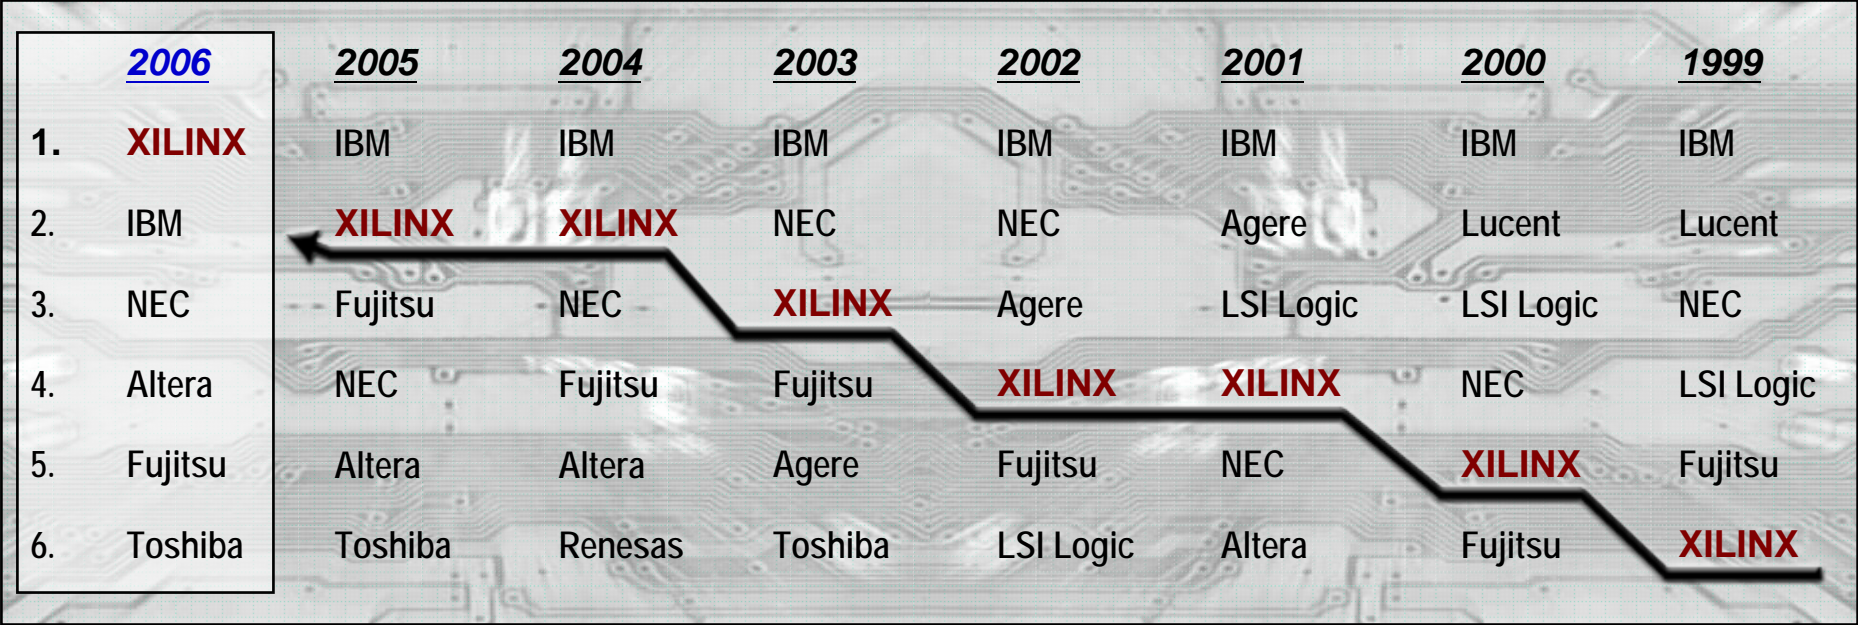 2006 2005 2004 2003 2002 2001 2000 1999
1. XILINX IBM IBM IBM IBM IBM IBM IBM
2. IBM XILINX XILINX NEC NEC Agere Lucent Lucent
3. NEC Fujitsu NEC XILINX Agere LSI Logic LSI Logic NEC
4. Altera NEC Fujitsu Fujitsu XILINX XILINX NEC LSI Logic
5. Fujitsu Altera Altera Agere Fujitsu NEC XILINX Fujitsu
6. Toshiba Toshiba Renesas Toshiba LSI Logic Altera Fujitsu XILINX